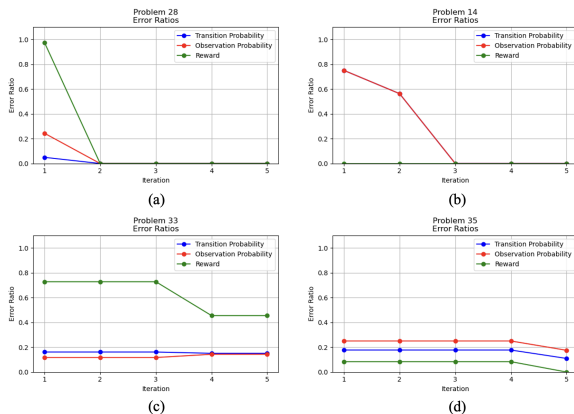 Problem 28
Error Ratios
Error Ratio
1.0
0.8
0.6
0.4
0.2
0.0
Transition Probability
Observation Probability
Reward
1 2 3 4 5
Iteration
(a)
Problem 14
Error Ratios
Error Ratio
1.0
0.8
0.6
0.4
0.2
0.0
Transition Probability
Observation Probability
Reward
1 2 3 4 5
Iteration
(b)
Problem 33
Error Ratios
Error Ratio
1.0
0.8
0.6
0.4
0.2
0.0
Transition Probability
Observation Probability
Reward
1 2 3 4 5
Iteration
(c)
Problem 35
Error Ratios
Error Ratio
1.0
0.8
0.6
0.4
0.2
0.0
Transition Probability
Observation Probability
Reward
1 2 3 4 5
Iteration
(d)